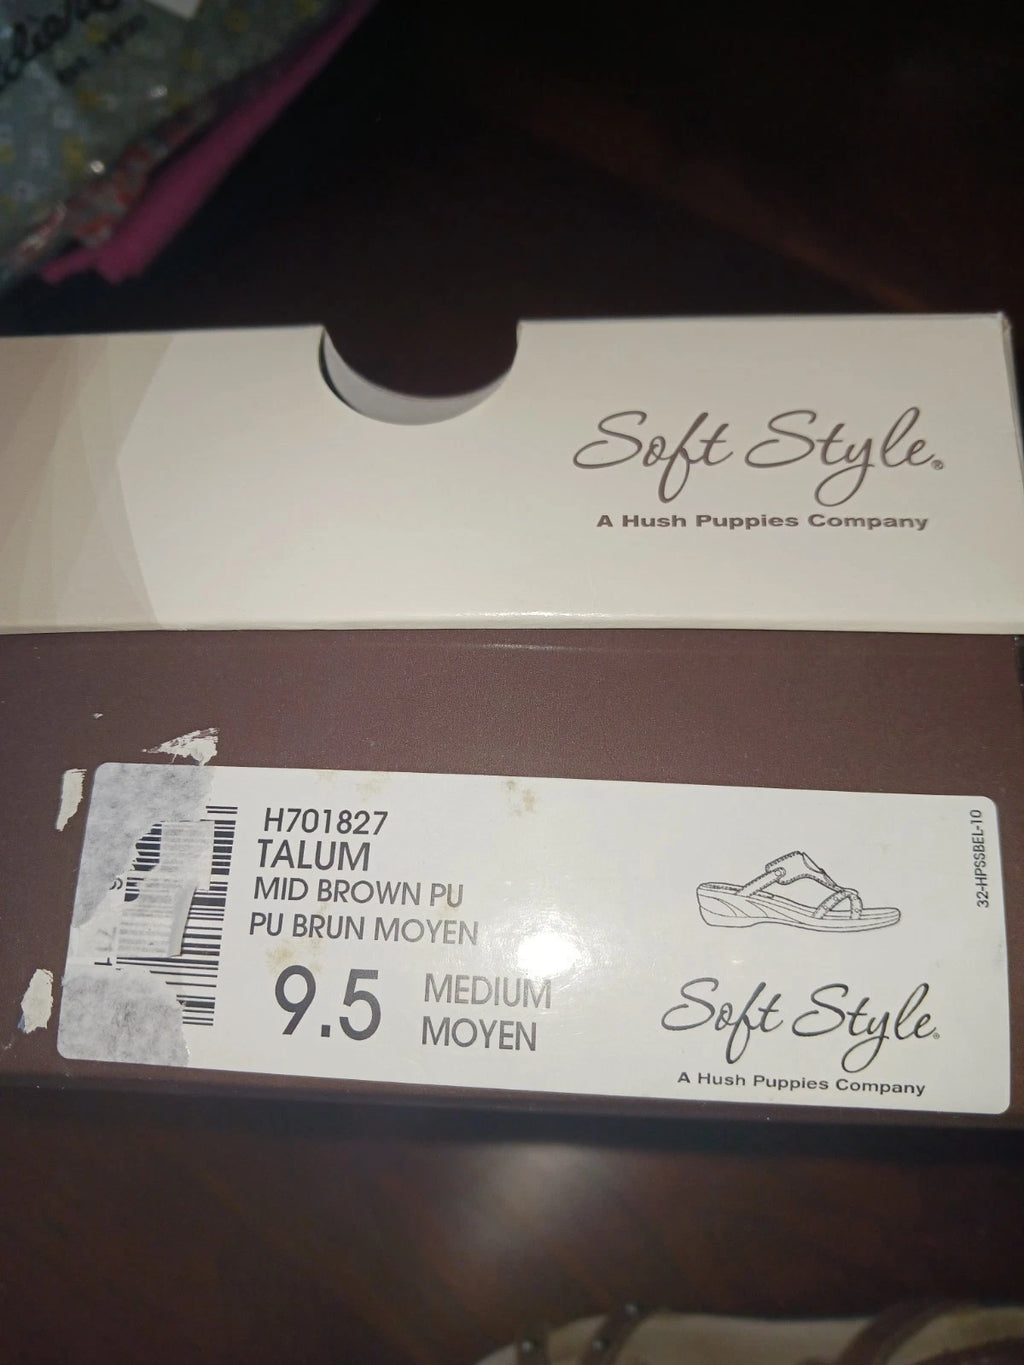 Soft Style®
A Hush Puppies Company
H701827
TALUM
MID BROWN PU
PU BRUN MOYEN
9.5 MEDIUM
MOYEN
32-HPSSBEL-10
Soft Style®
A Hush Puppies Company